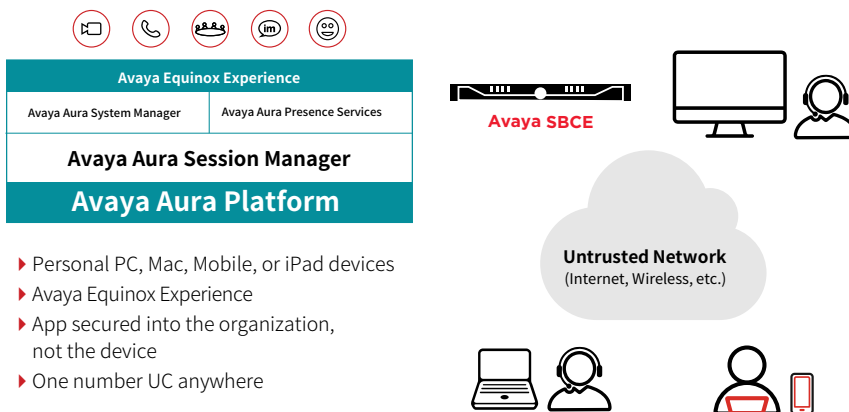 im
Avaya Equinox Experience
Avaya Aura System Manager
Avaya Aura Presence Services
Avaya Aura Session Manager
Avaya Aura Platform
Personal PC, Mac, Mobile, or iPad devices
Avaya Equinox Experience
App secured into the organization,
not the device
One number UC anywhere
Avaya SBCE
Untrusted Network
(Internet, Wireless, etc.)